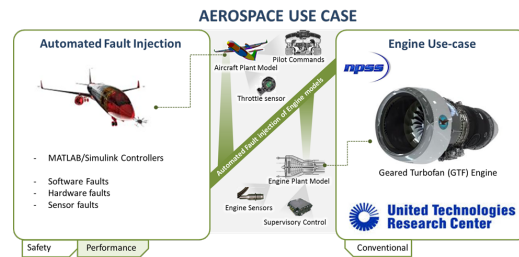 AEROSPACE USE CASE
Automated Fault Injection
- MATLAB/Simulink Controllers
- Software Faults
- Hardware faults
- Sensor faults
Safety
Performance
Pilot Commands
Aircraft Plant Model
Throttle sensor
Automated Fault injection of Engine models
Engine Plant Model
Engine Sensors
Supervisory Control
Engine Use-case
npss
Geared Turbofan (GTF) Engine
United Technologies
Research Center
Conventional